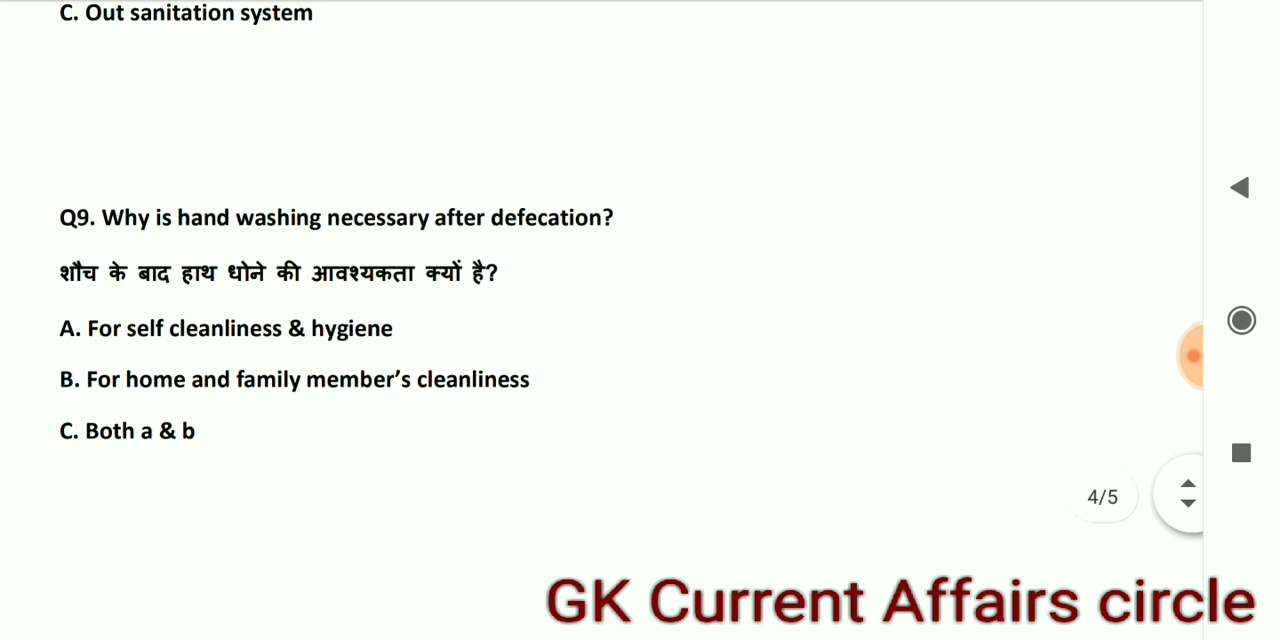 C. Out sanitation system
Q9. Why is hand washing necessary after defecation?
शौच के बाद हाथ धोने की आवश्यकता क्यों है?
A. For self cleanliness & hygiene
B. For home and family member’s cleanliness
C. Both a & b
4/5
GK Current Affairs circle